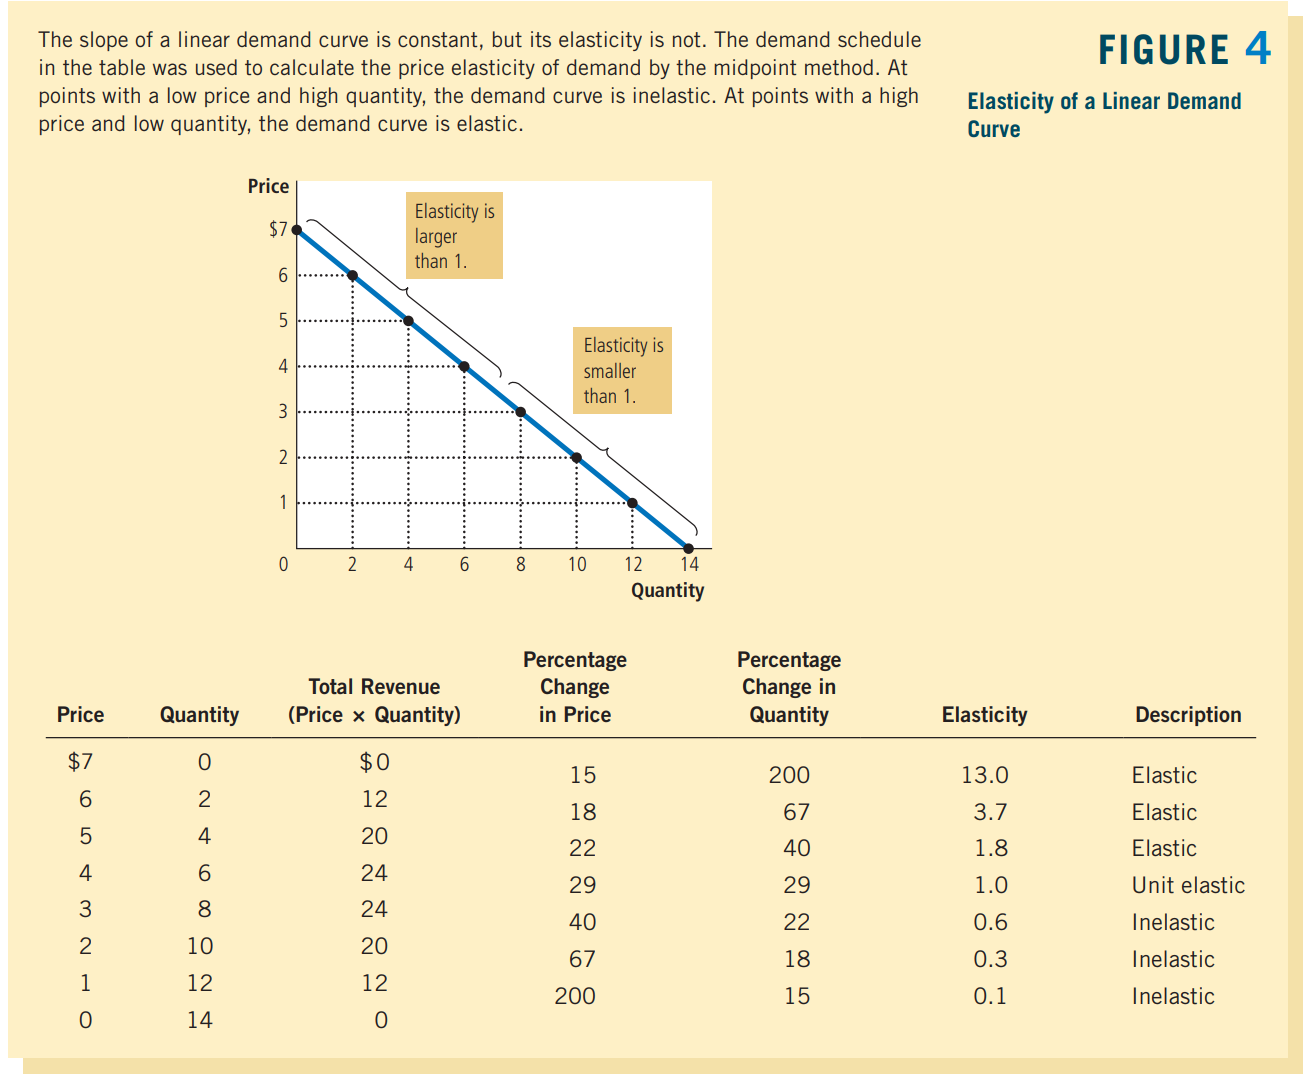 The slope of a linear demand curve is constant, but its elasticity is not. The demand schedule
in the table was used to calculate the price elasticity of demand by the midpoint method. At
points with a low price and high quantity, the demand curve is inelastic. At points with a high
price and low quantity, the demand curve is elastic.
FIGURE 4
Elasticity of a Linear Demand
Curve
Price
$7
6
5
4
3
2
1
Elasticity is
larger
than 1.
Elasticity is
smaller
than 1.
0 2 4 6 8 10 12 14
Quantity
Percentage Percentage
Total Revenue Change Change in
Price Quantity (Price × Quantity) in Price Quantity Elasticity Description
$7 0 $0
15 200 13.0 Elastic
6 2 12
18 67 3.7 Elastic
5 4 20
22 40 1.8 Elastic
4 6 24
29 29 1.0 Unit elastic
3 8 24
40 22 0.6 Inelastic
2 10 20
67 18 0.3 Inelastic
1 12 12
200 15 0.1 Inelastic
0 14 0